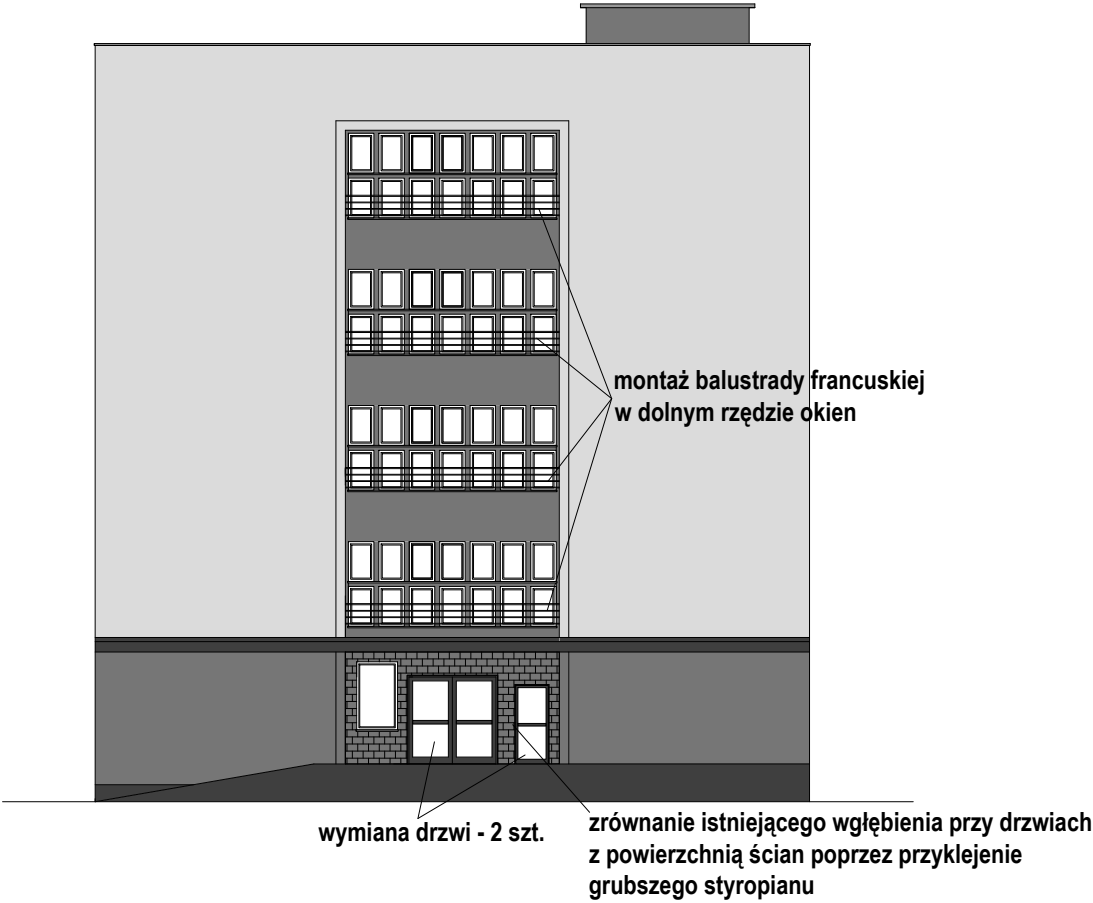 montaż balustrady francuskiej
w dolnym rzędzie okien
wymiana drzwi - 2 szt.
zrównanie istniejącego wgłębienia przy drzwiach
z powierzchnią ścian poprzez przyklejenie
grubszego styropianu